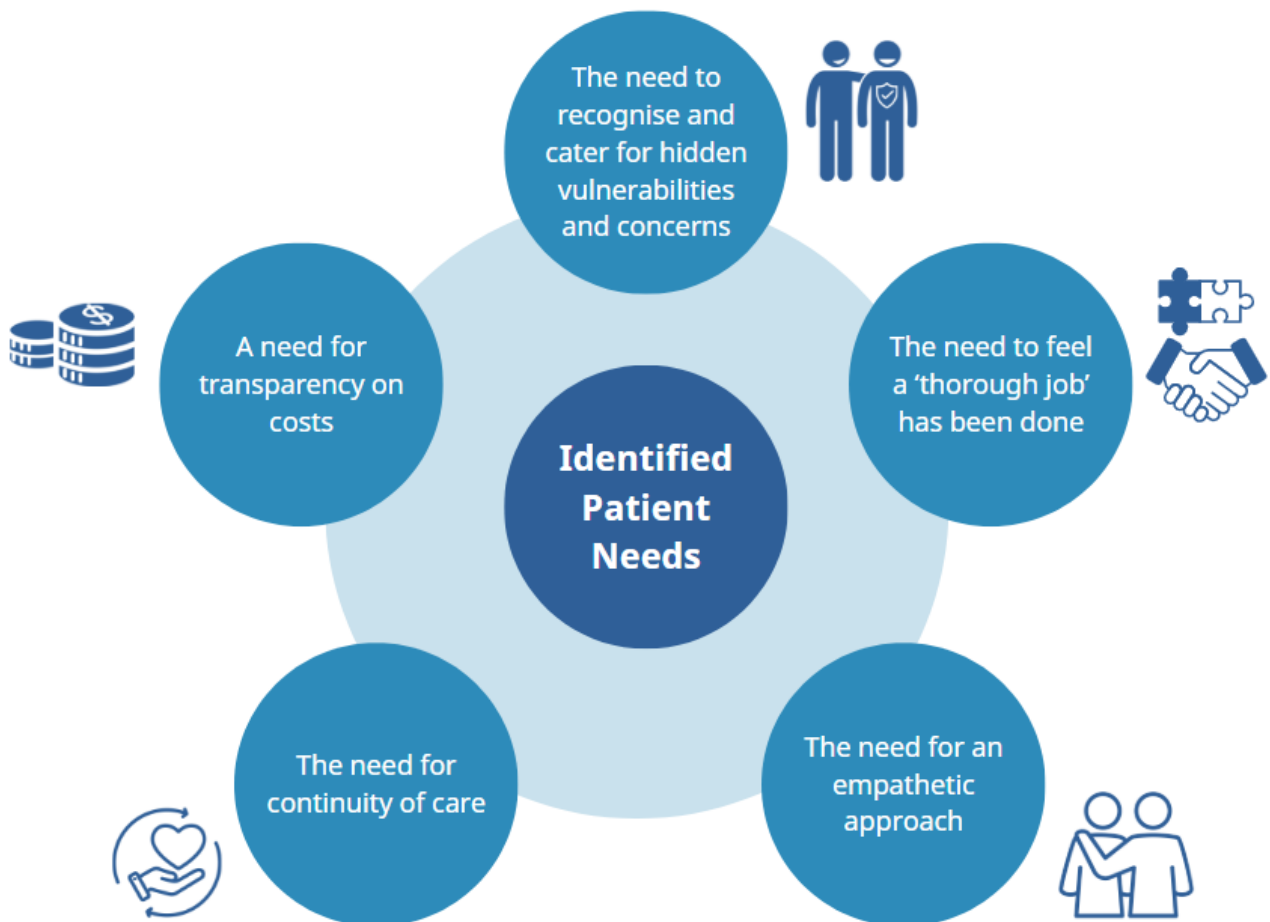 The need to
recognise and
cater for hidden
vulnerabilities
and concerns
A need for
transparency on
costs
The need to feel
a ‘thorough job’
has been done
Identified
Patient
Needs
The need for
continuity of care
The need for an
empathetic
approach
$